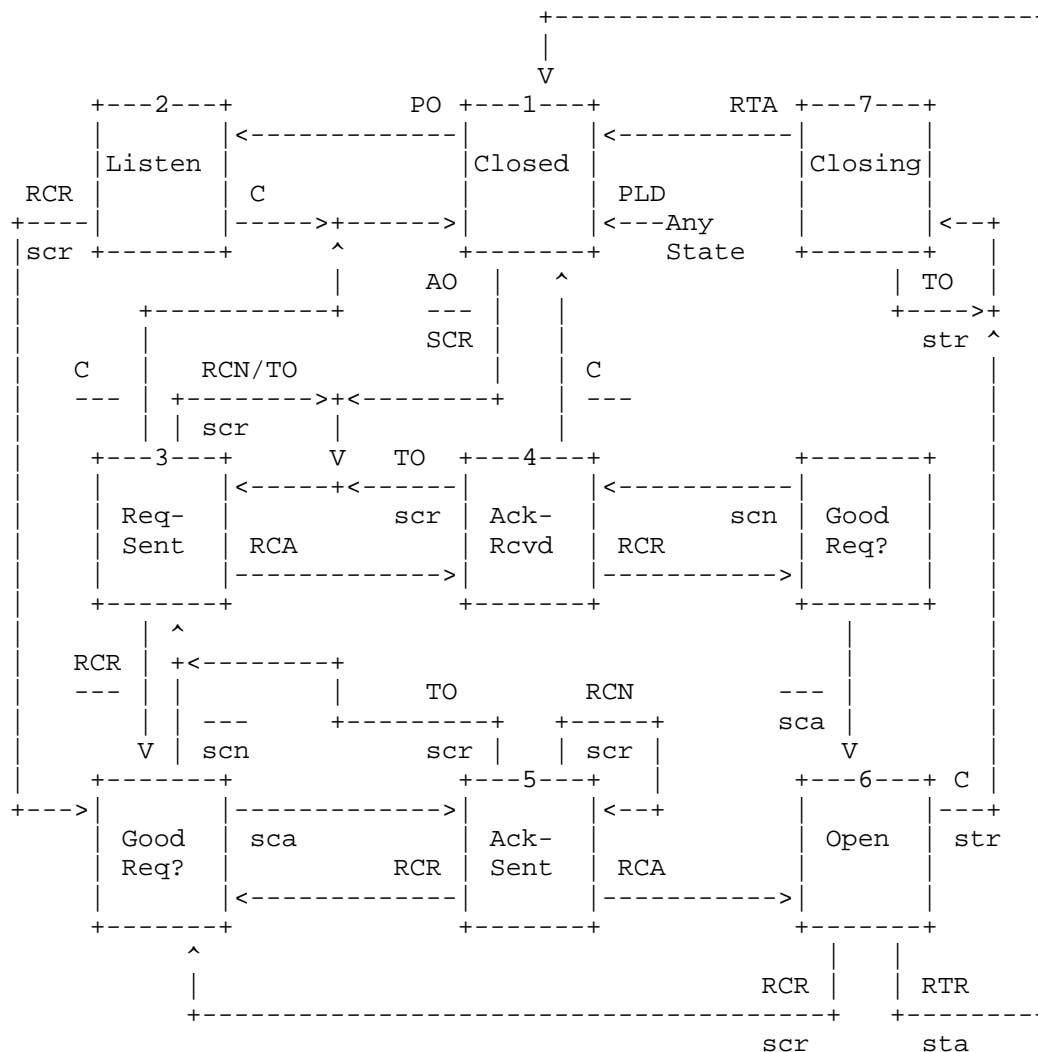 2 PO 1 RTA 7
Listen Closed Closing
RCR C PLD
Any
scr State
AO TO
SCR str
C RCN/TO C
scr
3 TO 4
Req- scr Ack- scn Good
Sent RCA Rcvd RCR Req?
RCR
TO RCN
sca
scn scr scr
5 6 C
Good sca Ack- Open str
Req? RCR Sent RCA
RCR RTR
scr sta